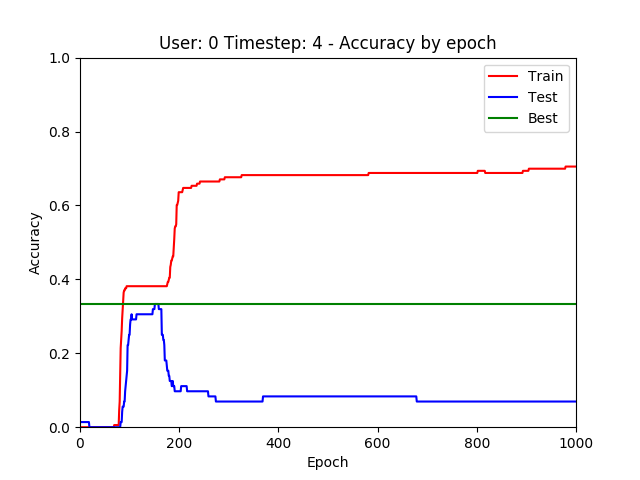 User: 0 Timestep: 4 - Accuracy by epoch
1.0
0.8
0.6
0.4
0.2
0.0
Accuracy
Train
Test
Best
0 200 400 600 800 1000
Epoch